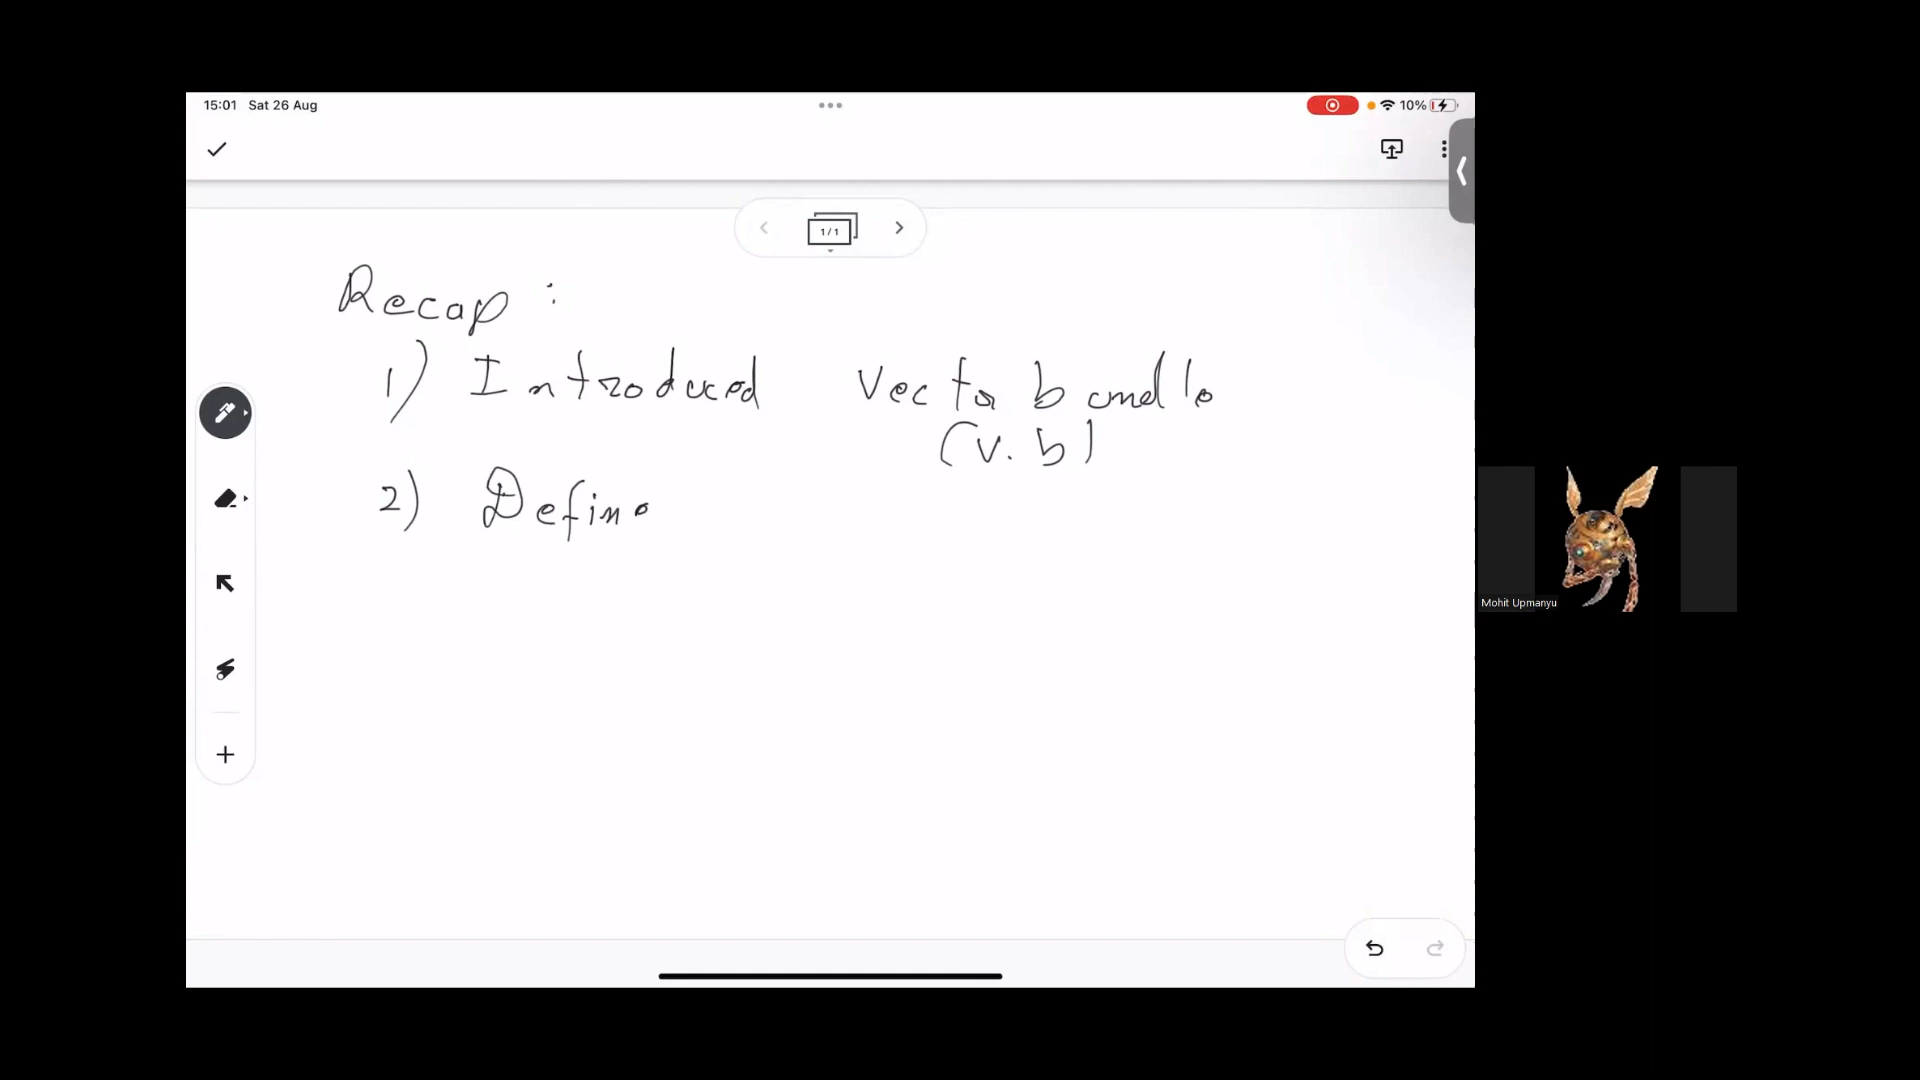 15:01 Sat 26 Aug
10%
1/1
Recap :
1) Introduced Vector bundle
(v. b)
2) Define
Mohit Upmanyu